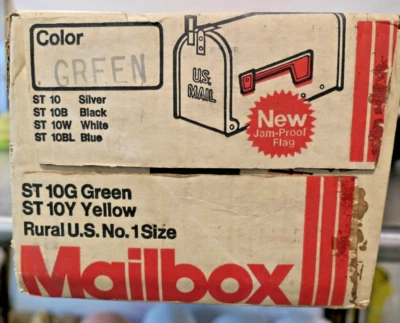 Color
GREEN
U.S.
MAIL
ST 10 Silver
ST 10B Black
ST 10W White
ST 10BL Blue
New
Jam-Proof
Flag
ST 10G Green
ST 10Y Yellow
Rural U.S. No. 1 Size
Mailbox